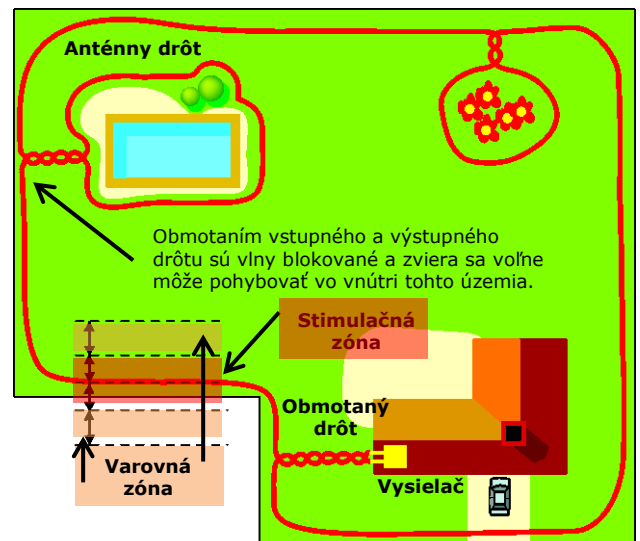 Anténny drôt
Obmotaním vstupného a výstupného
drôtu sú vlny blokované a zviera sa voľne
môže pohybovať vo vnútri tohto územia.
Stimulačná
zóna
Obmotaný
drôt
Varovná
zóna
Vysielač